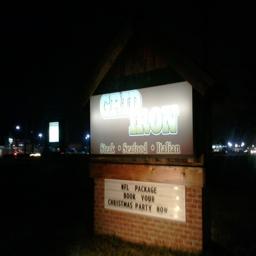 GRID
IRON
Steak • Seafood • Italian
NFL PACKAGE
BOOK YOUR
CHRISTMAS PARTY NOW